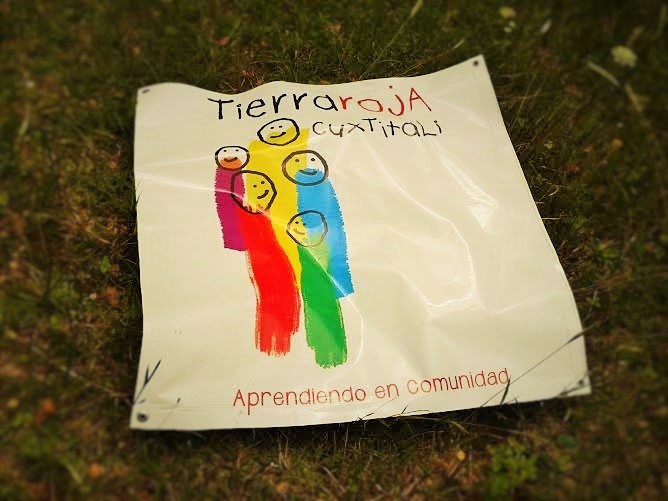 TierrarojA
cuxTitaLi
Aprendiendo en comunidad